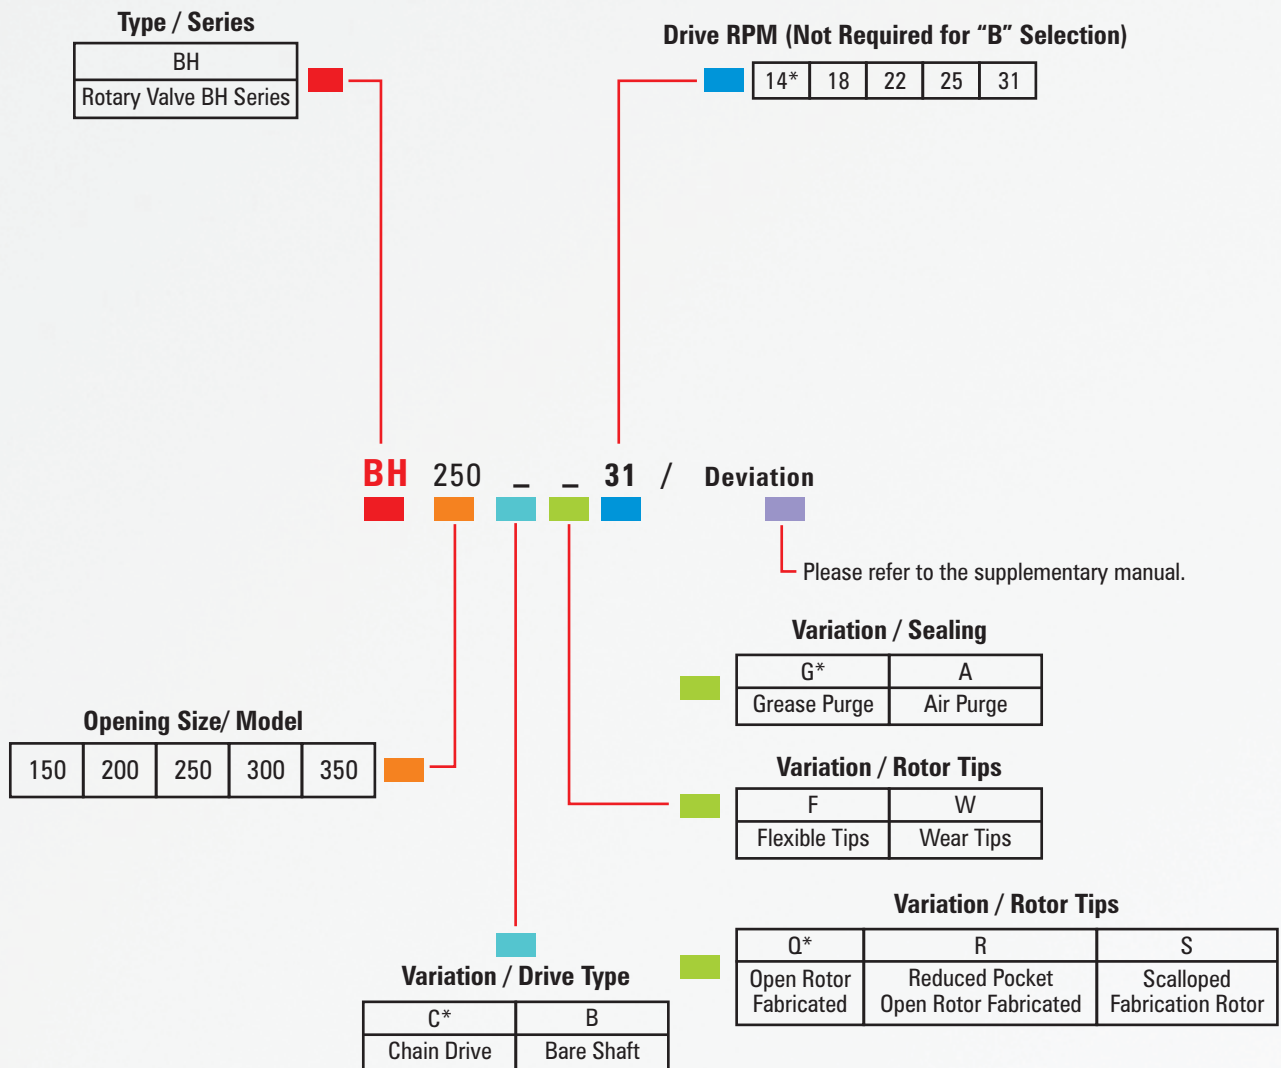 Type / Series
BH
Rotary Valve BH Series
Drive RPM (Not Required for “B” Selection)
14* 18 22 25 31
BH 250 _ _ 31 / Deviation
Please refer to the supplementary manual.
Variation / Sealing
G* A
Grease Purge Air Purge
Opening Size/ Model
150 200 250 300 350
Variation / Rotor Tips
F W
Flexible Tips Wear Tips
Variation / Rotor Tips
Q* R S
Open Rotor Reduced Pocket Scalloped
Fabricated Open Rotor Fabricated Fabrication Rotor
Variation / Drive Type
C* B
Chain Drive Bare Shaft